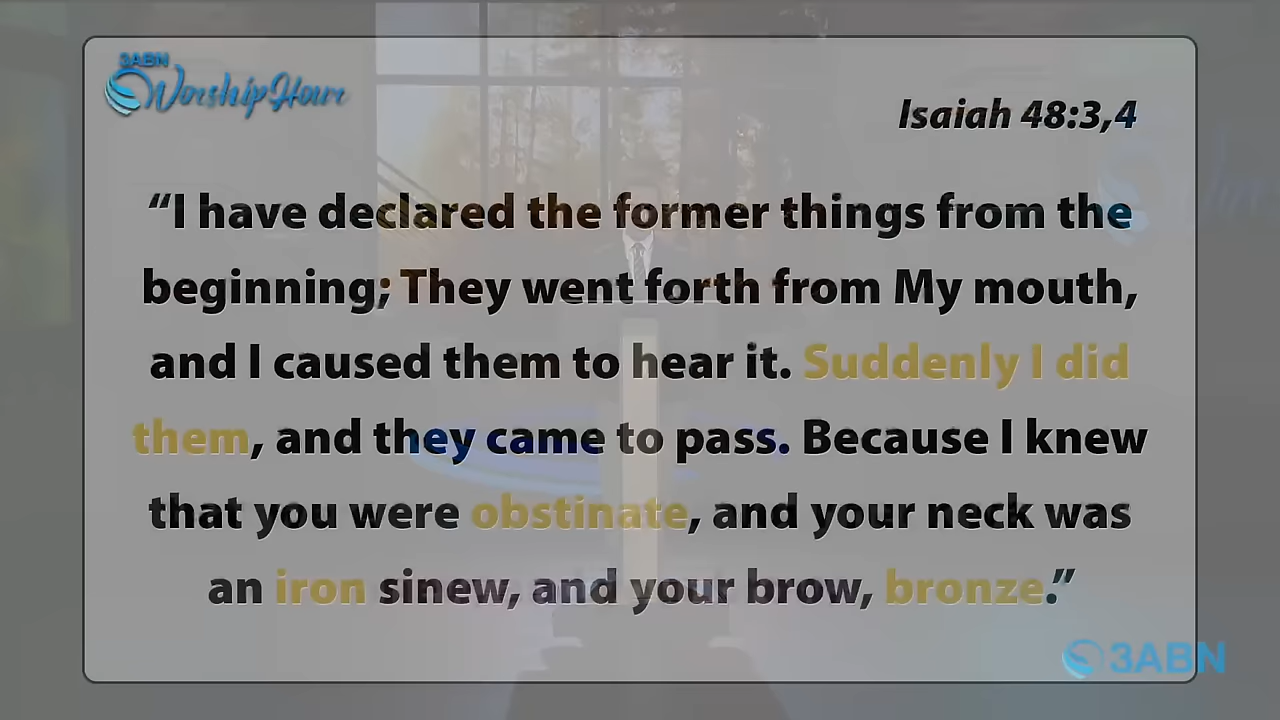 3ABN
Worship Hour
Isaiah 48:3,4
“I have declared the former things from the
beginning; They went forth from My mouth,
and I caused them to hear it. Suddenly I did
them, and they came to pass. Because I knew
that you were obstinate, and your neck was
an iron sinew, and your brow, bronze.”
3ABN